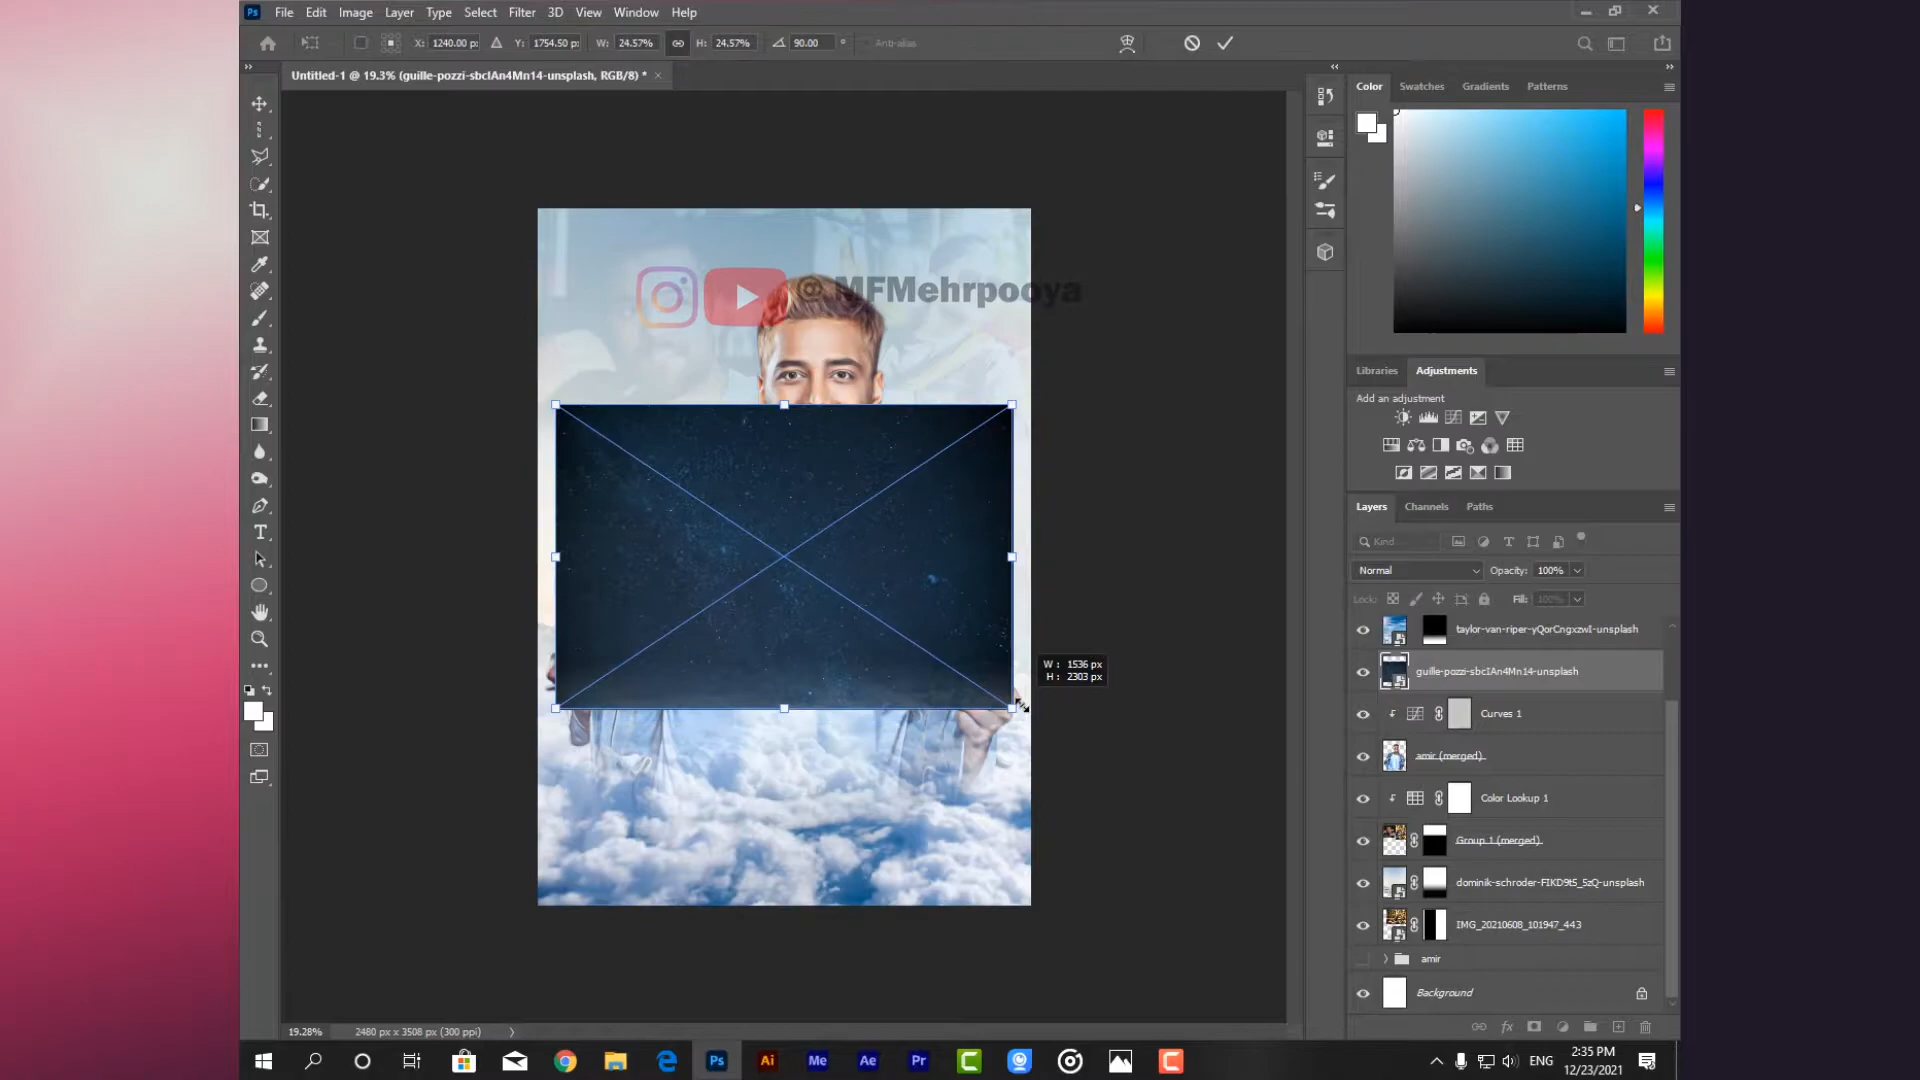 Ps File Edit Image Layer Type Select Filter 3D View Window Help
X: 1240.00 p: Y: 1754.50 p: W: 24.57% H: 24.57% 90.00 ° Anti-alias
Untitled-1 @ 19.3% (guille-pozzi-sbcIAn4Mn14-unsplash, RGB/8) * ×
Color Swatches Gradients Patterns
@ MFMehrpooya
Libraries Adjustments
Add an adjustment
Layers Channels Paths
Kind
Normal Opacity: 100%
Lock: Fill: 100%
taylor-van-riper-yQorCngxzwI-unsplash
W : 1536 px
H : 2303 px
guille-pozzi-sbcIAn4Mn14-unsplash
Curves 1
amir (merged)
Color Lookup 1
Group 1 (merged)
dominik-schroder-FIKD9t5_5zQ-unsplash
IMG_20210608_101947_443
amir
Background
fx
19.28% 2480 px x 3508 px (300 ppi)
Ps Ai Me Ae Pr
ENG
2:35 PM
12/23/2021